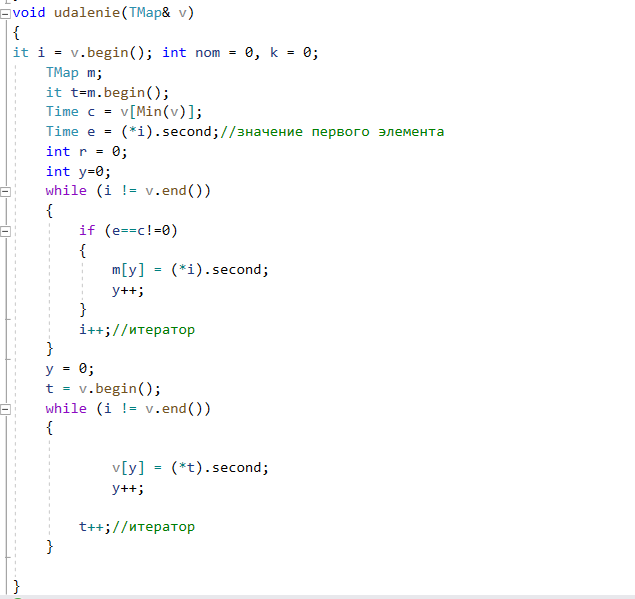 void udalenie(TMap& v)
{
it i = v.begin(); int nom = 0, k = 0;
TMap m;
it t=m.begin();
Time c = v[Min(v)];
Time e = (*i).second;//значение первого элемента
int r = 0;
int y=0;
while (i != v.end())
{
if (e==c!=0)
{
m[y] = (*i).second;
y++;
}
i++;//итератор
}
y = 0;
t = v.begin();
while (i != v.end())
{
v[y] = (*t).second;
y++;
t++;//итератор
}
}